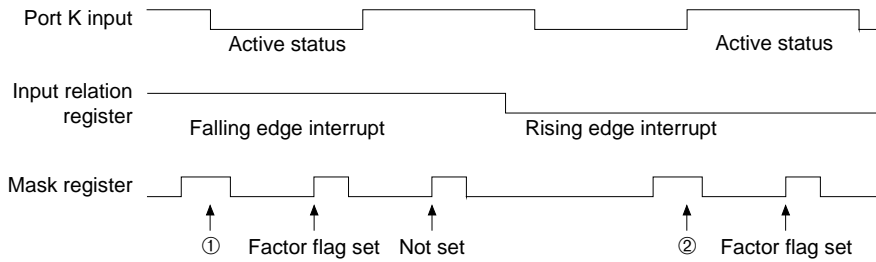 Port K input
Active status
Active status
Input relation
register
Falling edge interrupt
Rising edge interrupt
Mask register
①
Factor flag set
Not set
②
Factor flag set